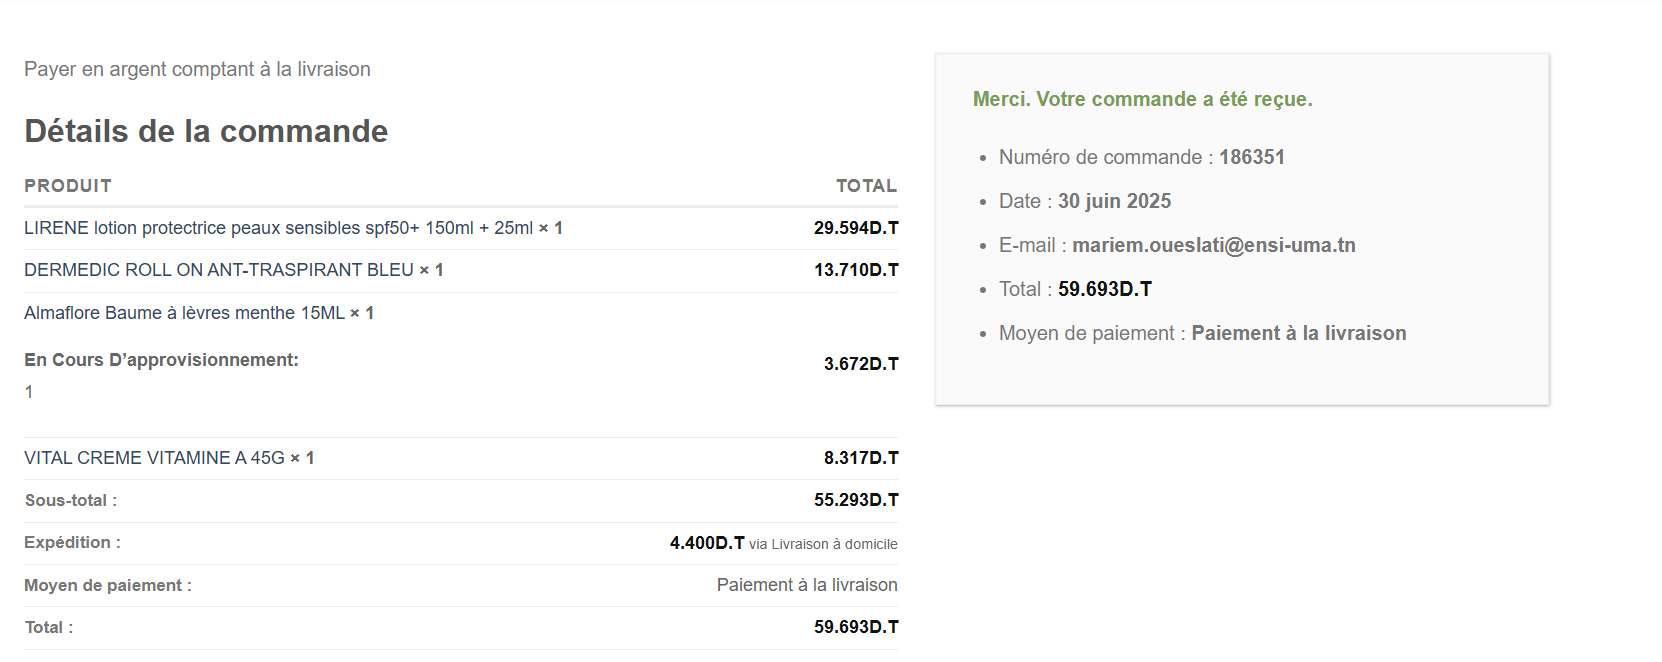 Payer en argent comptant à la livraison
Détails de la commande
PRODUIT TOTAL
LIRENE lotion protectrice peaux sensibles spf50+ 150ml + 25ml × 1 29.594D.T
DERMEDIC ROLL ON ANT-TRASPIRANT BLEU × 1 13.710D.T
Almaflore Baume à lèvres menthe 15ML × 1
En Cours D’approvisionnement:
1
3.672D.T
VITAL CREME VITAMINE A 45G × 1 8.317D.T
Sous-total : 55.293D.T
Expédition : 4.400D.T via Livraison à domicile
Moyen de paiement : Paiement à la livraison
Total : 59.693D.T
Merci. Votre commande a été reçue.
• Numéro de commande : 186351
• Date : 30 juin 2025
• E-mail : mariem.oueslati@ensi-uma.tn
• Total : 59.693D.T
• Moyen de paiement : Paiement à la livraison